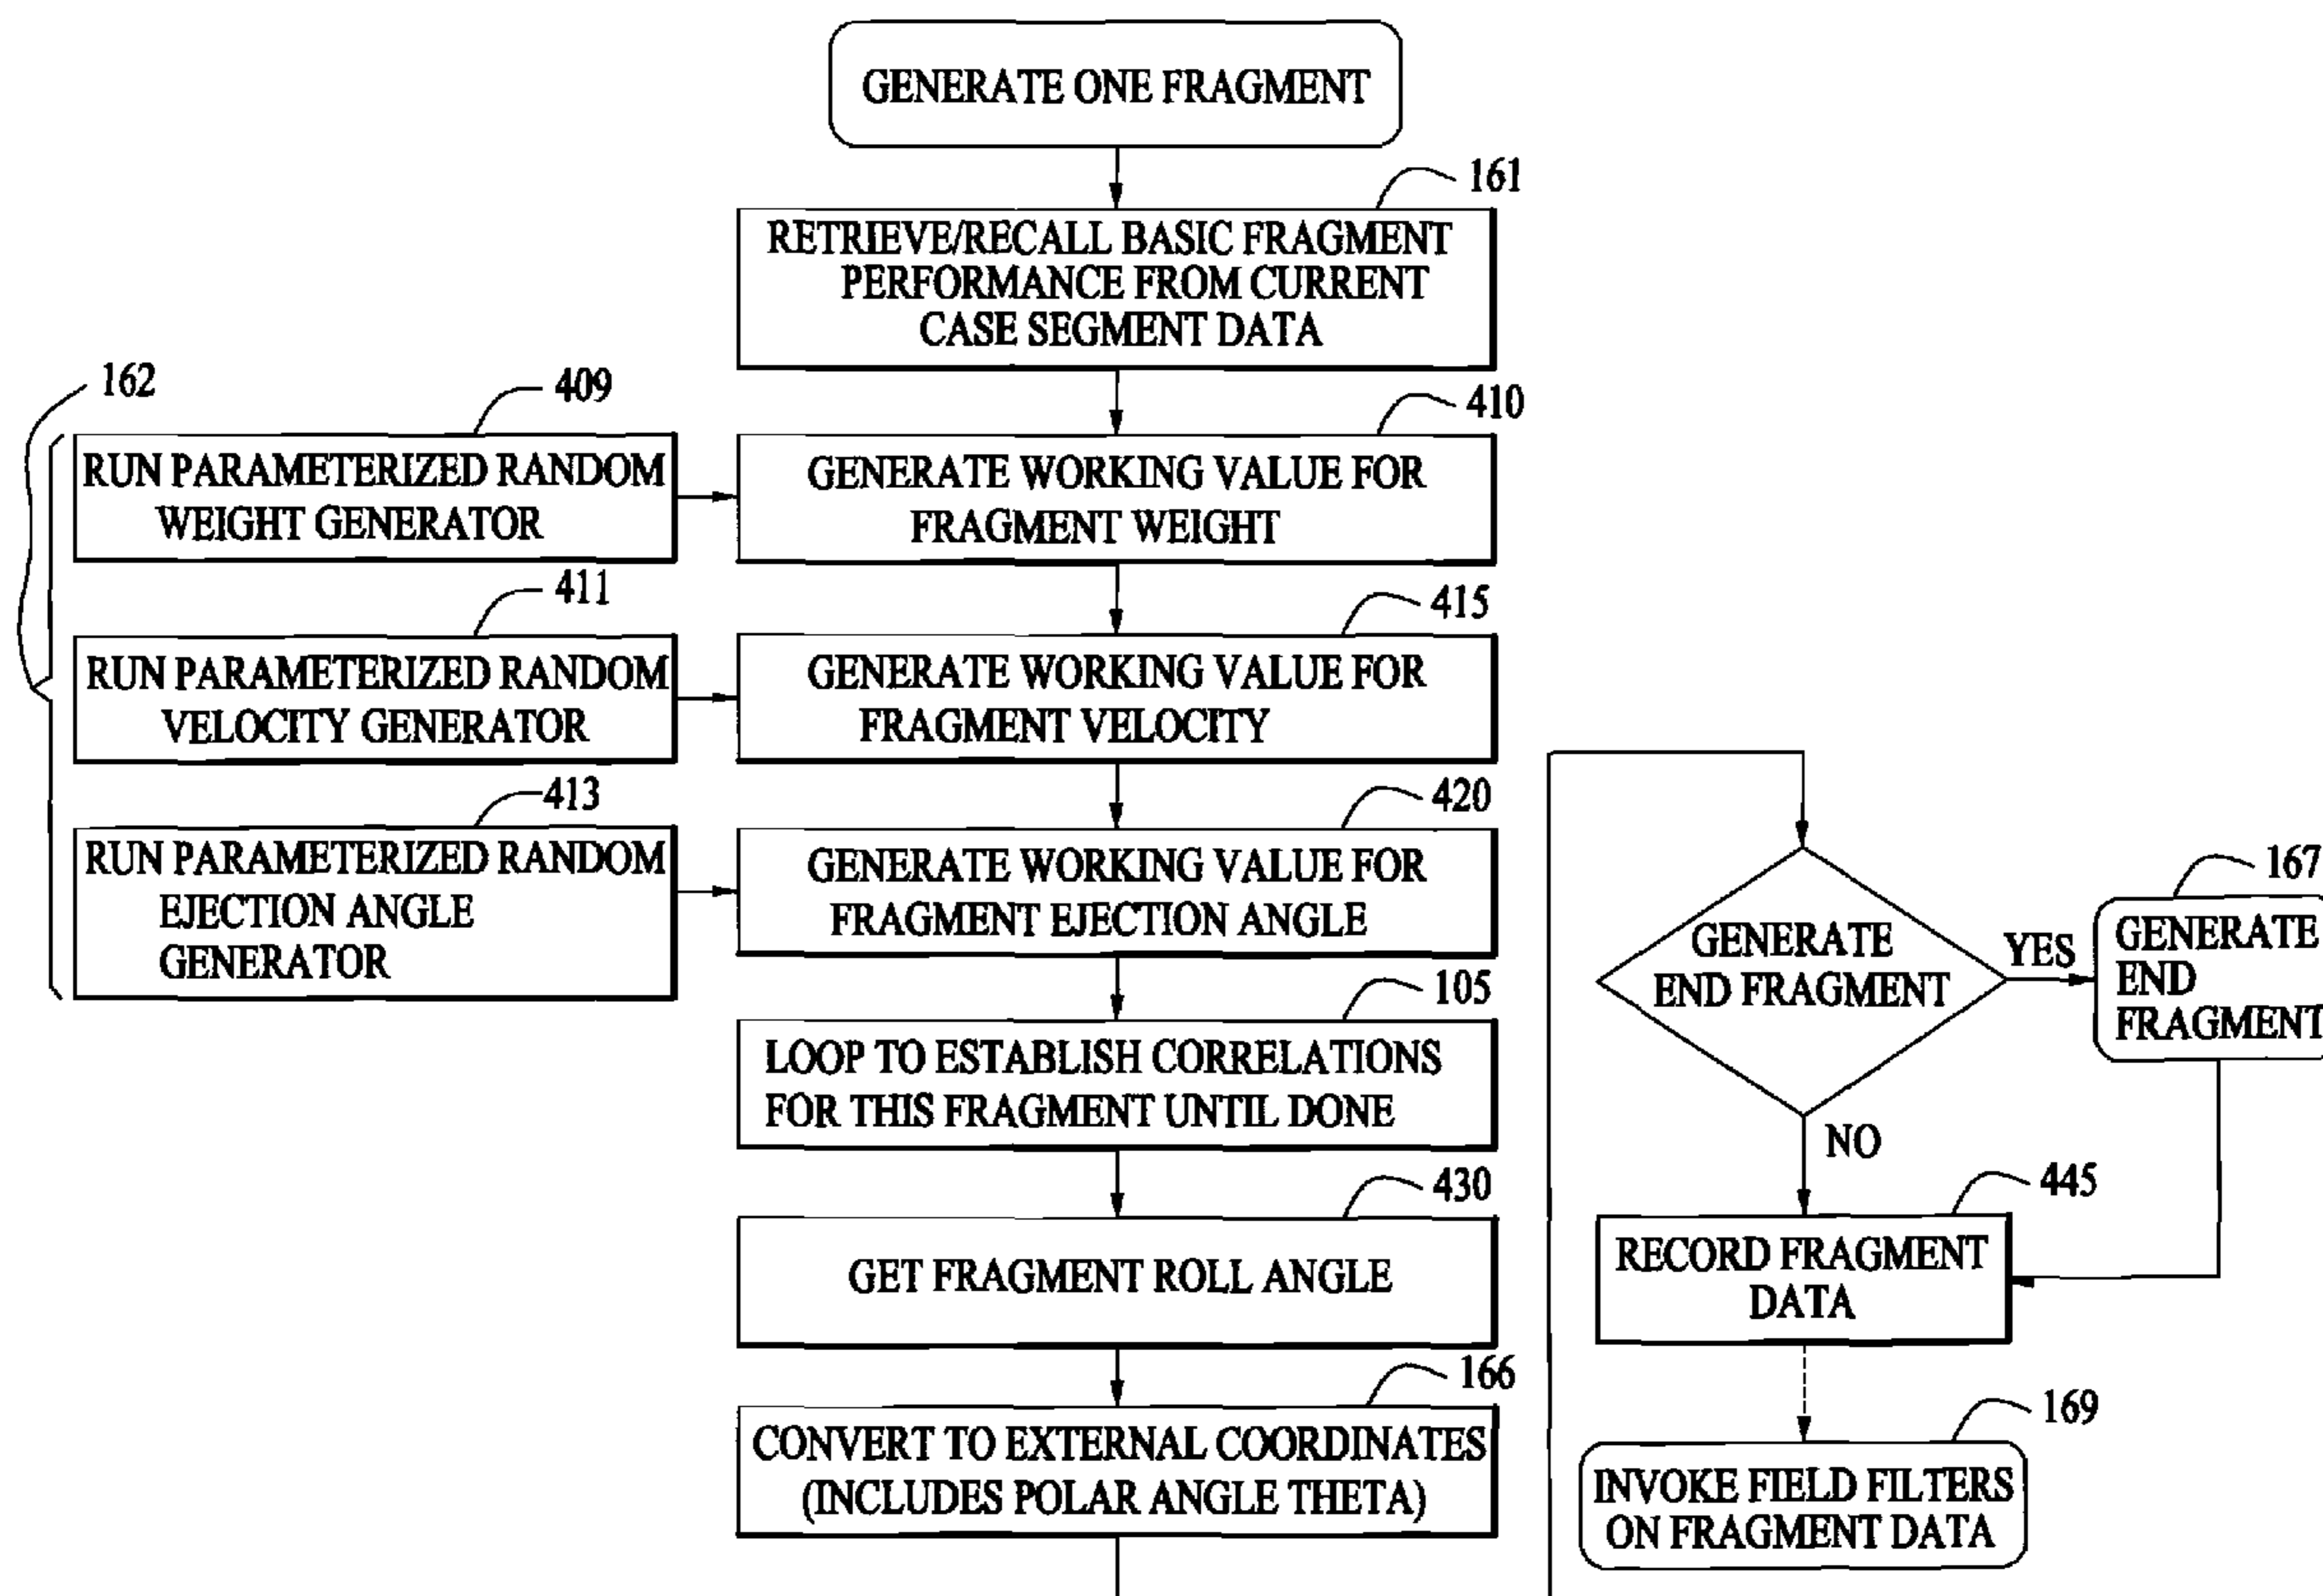 GENERATE ONE FRAGMENT
161
RETRIEVE/RECALL BASIC FRAGMENT
PERFORMANCE FROM CURRENT
CASE SEGMENT DATA
162
409
RUN PARAMETERIZED RANDOM
WEIGHT GENERATOR
410
GENERATE WORKING VALUE FOR
FRAGMENT WEIGHT
411
RUN PARAMETERIZED RANDOM
VELOCITY GENERATOR
415
GENERATE WORKING VALUE FOR
FRAGMENT VELOCITY
413
RUN PARAMETERIZED RANDOM
EJECTION ANGLE
GENERATOR
420
GENERATE WORKING VALUE FOR
FRAGMENT EJECTION ANGLE
105
LOOP TO ESTABLISH CORRELATIONS
FOR THIS FRAGMENT UNTIL DONE
430
GET FRAGMENT ROLL ANGLE
166
CONVERT TO EXTERNAL COORDINATES
(INCLUDES POLAR ANGLE THETA)
GENERATE
END FRAGMENT
YES
167
GENERATE
END
FRAGMENT
NO
445
RECORD FRAGMENT
DATA
169
INVOKE FIELD FILTERS
ON FRAGMENT DATA